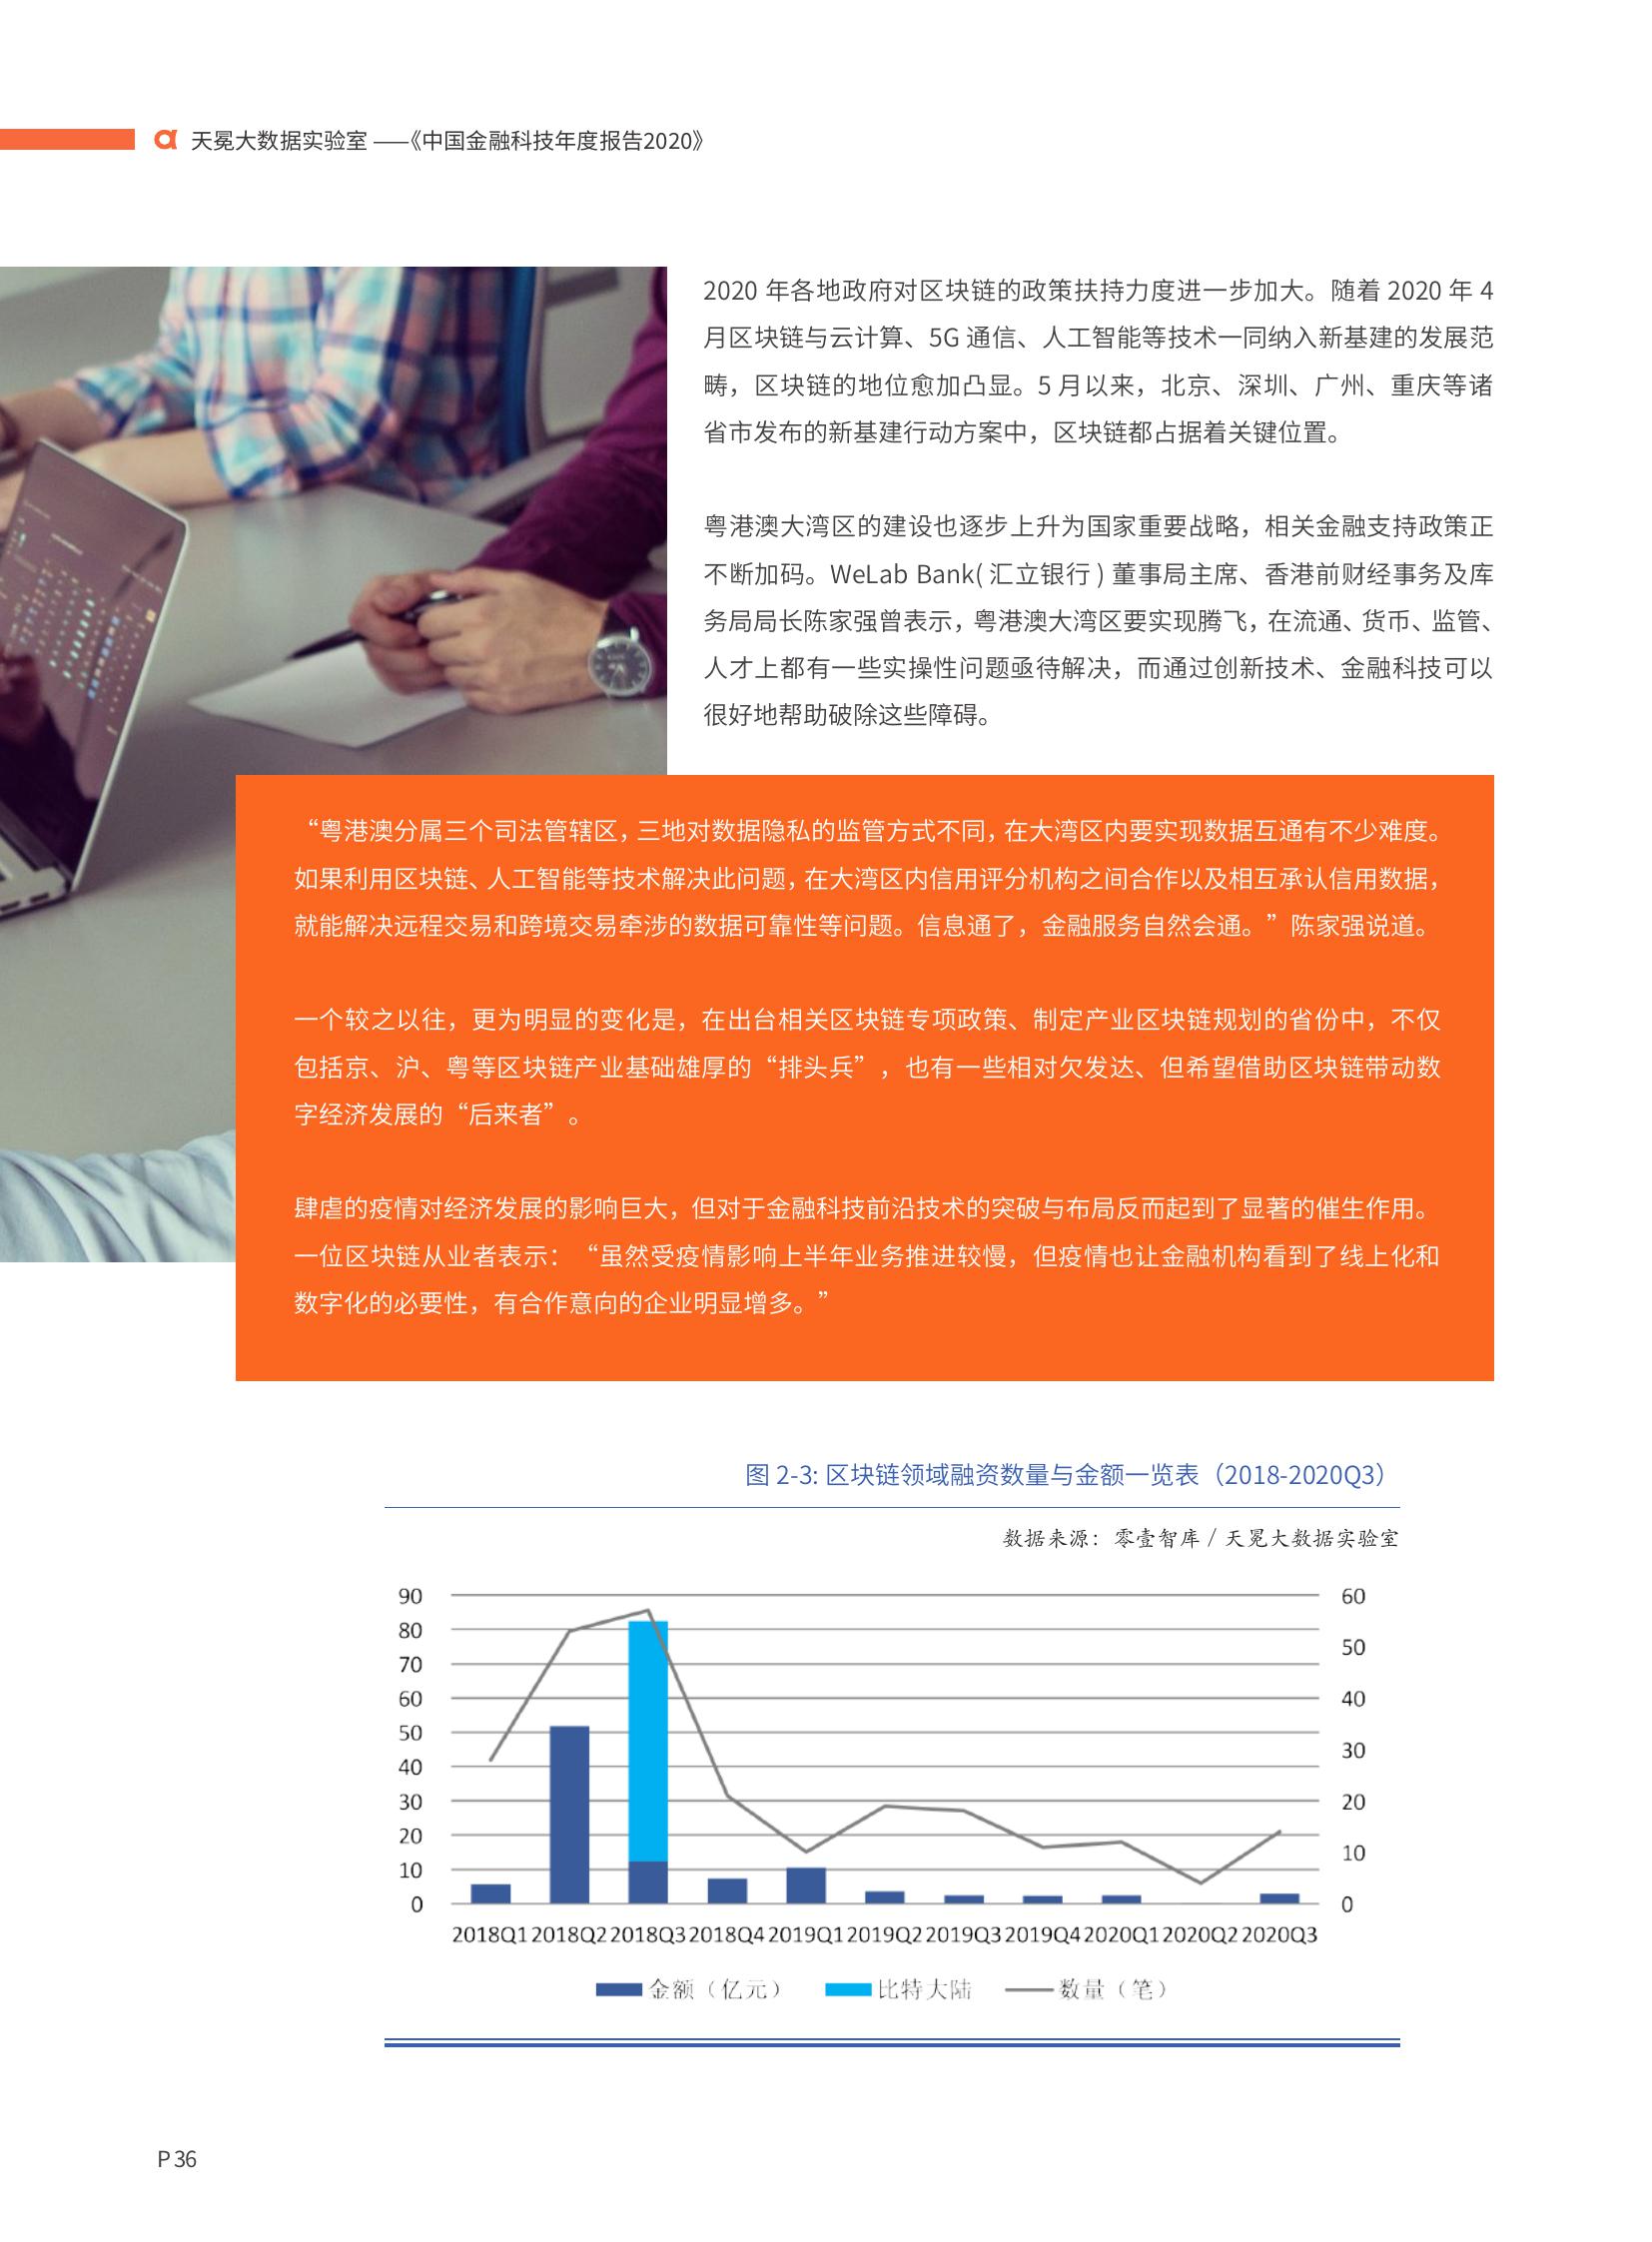 天冕大数据实验室 ——《中国金融科技年度报告2020》
2020 年各地政府对区块链的政策扶持力度进一步加大。随着 2020 年 4
月区块链与云计算、5G 通信、人工智能等技术一同纳入新基建的发展范
畴，区块链的地位愈加凸显。5 月以来，北京、深圳、广州、重庆等诸
省市发布的新基建行动方案中，区块链都占据着关键位置。
粤港澳大湾区的建设也逐步上升为国家重要战略，相关金融支持政策正
不断加码。WeLab Bank( 汇立银行 ) 董事局主席、香港前财经事务及库
务局局长陈家强曾表示，粤港澳大湾区要实现腾飞，在流通、货币、监管、
人才上都有一些实操性问题亟待解决，而通过创新技术、金融科技可以
很好地帮助破除这些障碍。
“粤港澳分属三个司法管辖区，三地对数据隐私的监管方式不同，在大湾区内要实现数据互通有不少难度。
如果利用区块链、人工智能等技术解决此问题，在大湾区内信用评分机构之间合作以及相互承认信用数据，
就能解决远程交易和跨境交易牵涉的数据可靠性等问题。信息通了，金融服务自然会通。”陈家强说道。
一个较之以往，更为明显的变化是，在出台相关区块链专项政策、制定产业区块链规划的省份中，不仅
包括京、沪、粤等区块链产业基础雄厚的“排头兵”，也有一些相对欠发达、但希望借助区块链带动数
字经济发展的“后来者”。
肆虐的疫情对经济发展的影响巨大，但对于金融科技前沿技术的突破与布局反而起到了显著的催生作用。
一位区块链从业者表示：“虽然受疫情影响上半年业务推进较慢，但疫情也让金融机构看到了线上化和
数字化的必要性，有合作意向的企业明显增多。”
图 2-3: 区块链领域融资数量与金额一览表（2018-2020Q3）
数据来源：零壹智库 / 天冕大数据实验室
90 60
80 50
70
60 40
50 30
40
30 20
20 10
10
0 0
2018Q1 2018Q2 2018Q3 2018Q4 2019Q1 2019Q2 2019Q3 2019Q4 2020Q1 2020Q2 2020Q3
金额（亿元） 比特大陆 数量（笔）
P 36